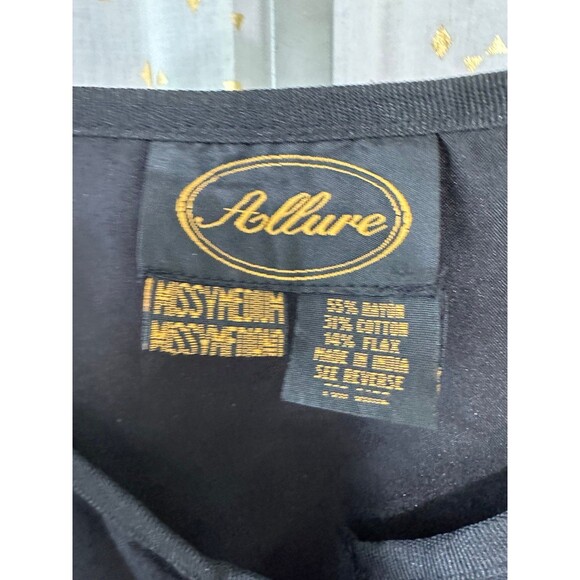 Allure
MISSY MEDIUM
MISSY MEDIUM
55% RAYON
31% COTTON
14% FLAX
MADE IN INDIA
SEE REVERSE